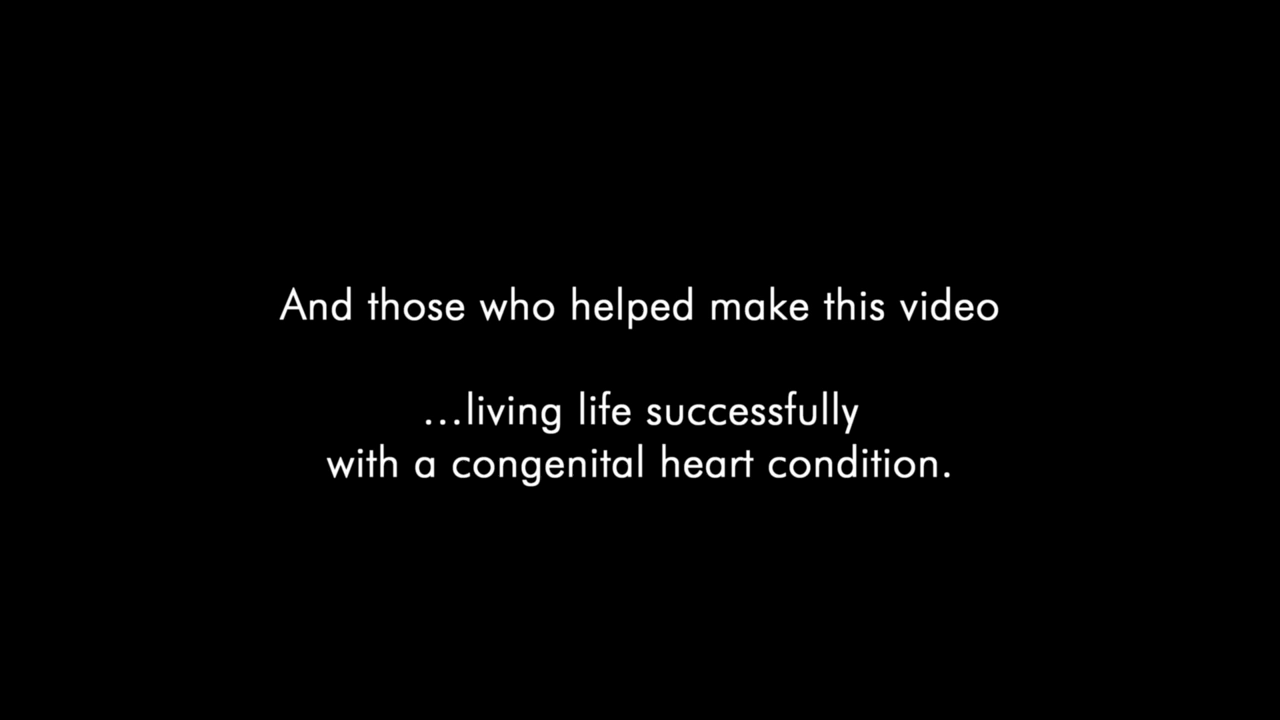 And those who helped make this video
...living life successfully
with a congenital heart condition.